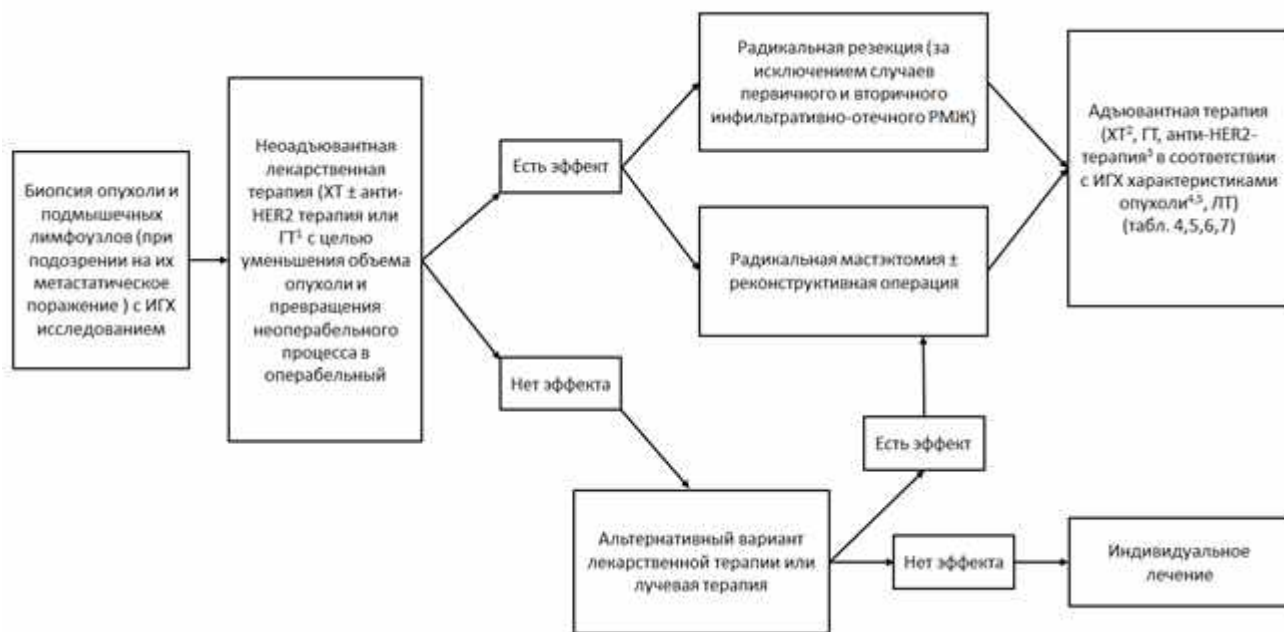 Биопсия опухоли и
подмышечных
лимфоузлов (при
подозрении на их
метастатическое
поражение ) с ИГХ
исследованием
Неоадъювантная
лекарственная
терапия (ХТ ± анти-
HER2 терапия или
ГТ¹ с целью
уменьшения объема
опухоли и
превращения
неоперабельного
процесса в
операбельный
Есть эффект
Нет эффекта
Радикальная резекция (за
исключением случаев
первичного и вторичного
инфильтративно-отечного РМЖ)
Радикальная мастэктомия ±
реконструктивная операция
Адъювантная терапия
(ХТ², ГТ, анти-HER2-
терапия³ в соответствии
с ИГХ характеристиками
опухоли⁴,⁵, ЛТ)
(табл. 4,5,6,7)
Альтернативный вариант
лекарственной терапии или
лучевая терапия
Есть эффект
Нет эффекта
Индивидуальное
лечение